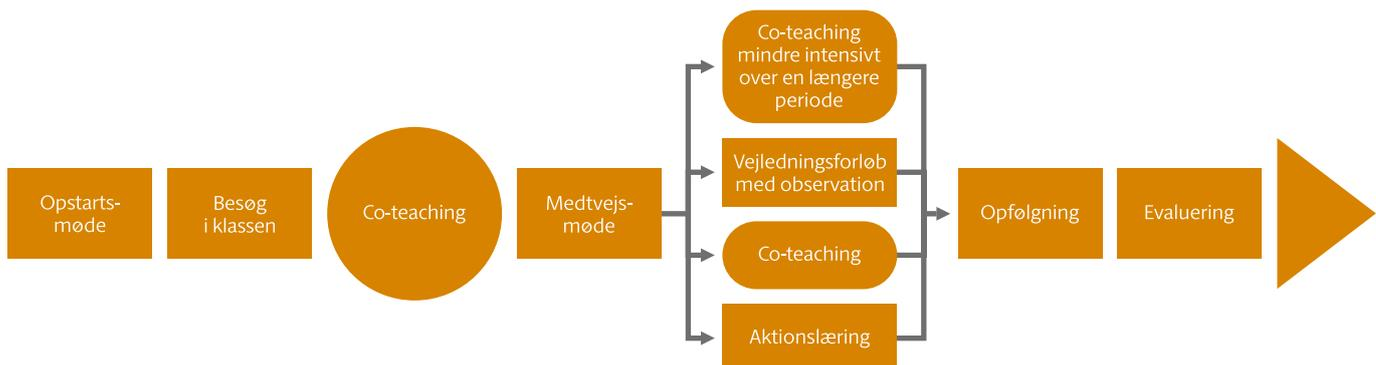 Opstarts-
møde
Besøg
i klassen
Co-teaching
Medtvejs-
møde
Co-teaching
mindre intensivt
over en længere
periode
Vejledningsforløb
med observation
Co-teaching
Aktionslæring
Opfølgning
Evaluering